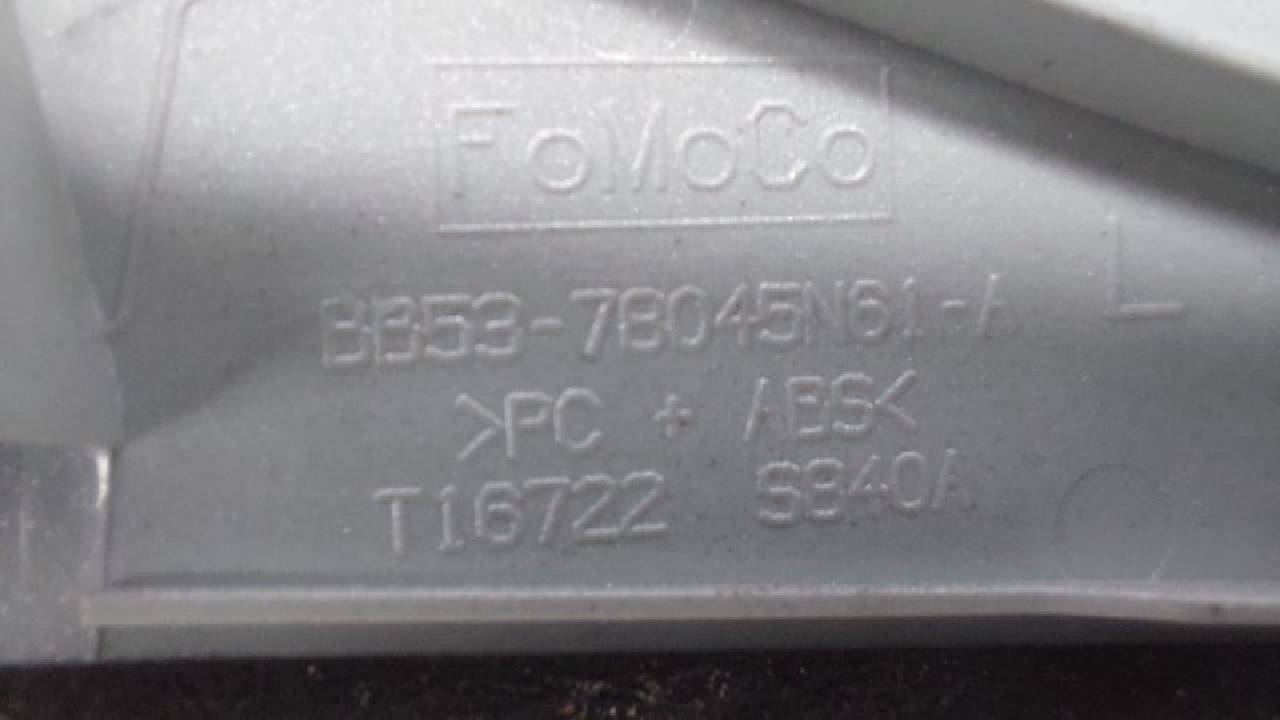 FoMoCo
BB53-78045N61-A
L
>PC + ABS<
T16722 S840A